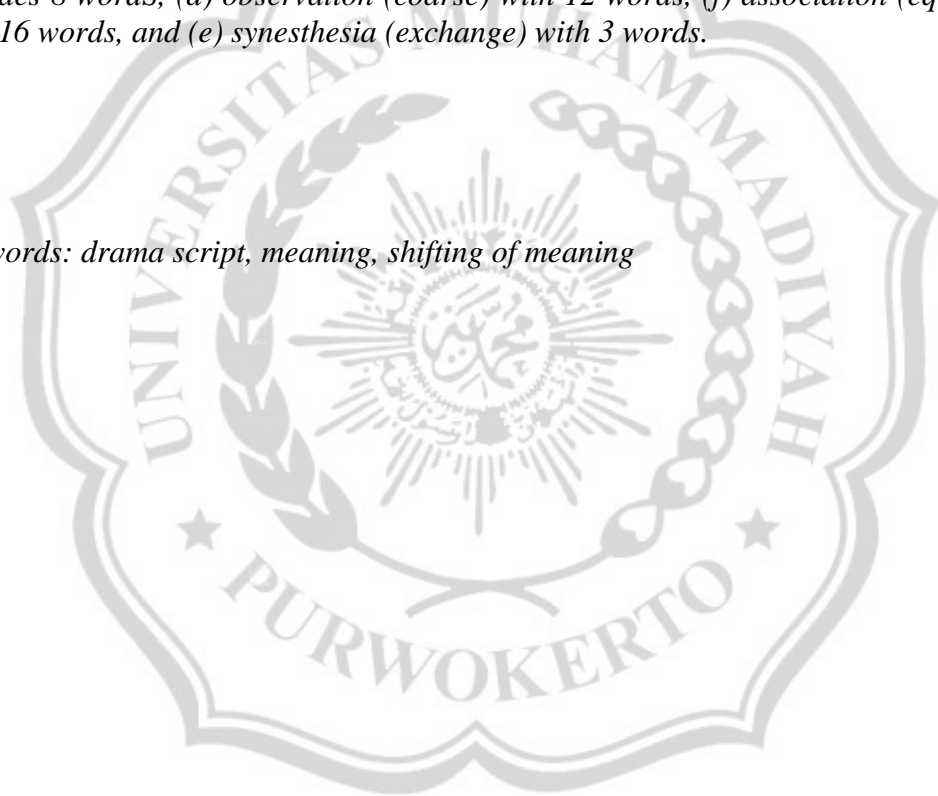 des 8 words, (d) observation (coarse) with 12 words, (f) association (eq
16 words, and (e) synesthesia (exchange) with 3 words.
words: drama script, meaning, shifting of meaning
UNIVERSITAS MUHAMMADIYAH
PURWOKERTO